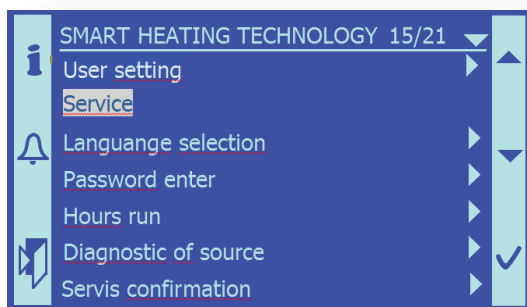 SMART HEATING TECHNOLOGY 15/21
User setting
Service
Languange selection
Password enter
Hours run
Diagnostic of source
Servis confirmation